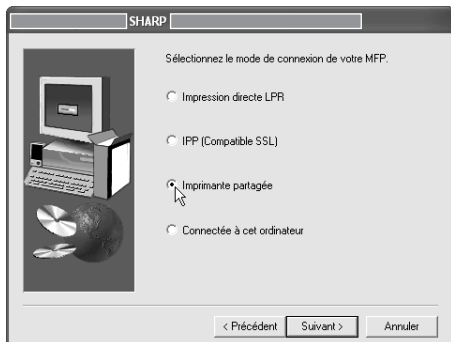 SHARP
Sélectionnez le mode de connexion de votre MFP.
Impression directe LPR
IPP (Compatible SSL)
Imprimante partagée
Connectée à cet ordinateur
< Précédent Suivant > Annuler